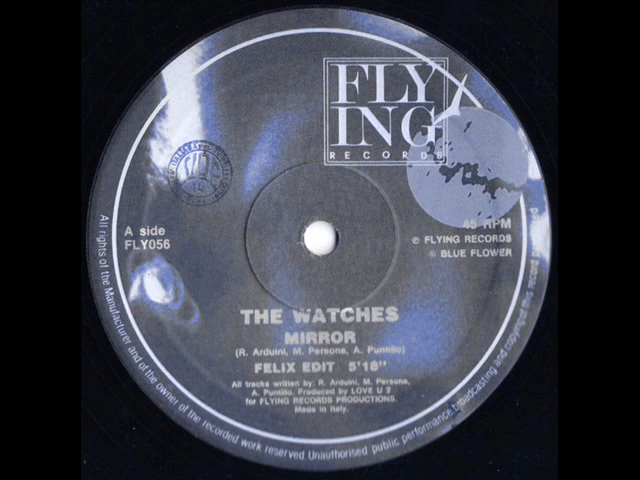 FLY
ING
RECORDS
A side
FLY056
45 RPM
℗ FLYING RECORDS
© BLUE FLOWER
THE WATCHES
MIRROR
(R. Arduini, M. Persona, A. Puntillo)
FELIX EDIT 5'18"
All tracks written by: R. Arduini, M. Persona,
A. Puntillo. Produced by LOVE U 2
for FLYING RECORDS PRODUCTIONS.
Made in Italy.
All rights of the Manufacturer and of the owner of the recorded work reserved Unauthorised public performance, broadcasting and copying of this record prohibited